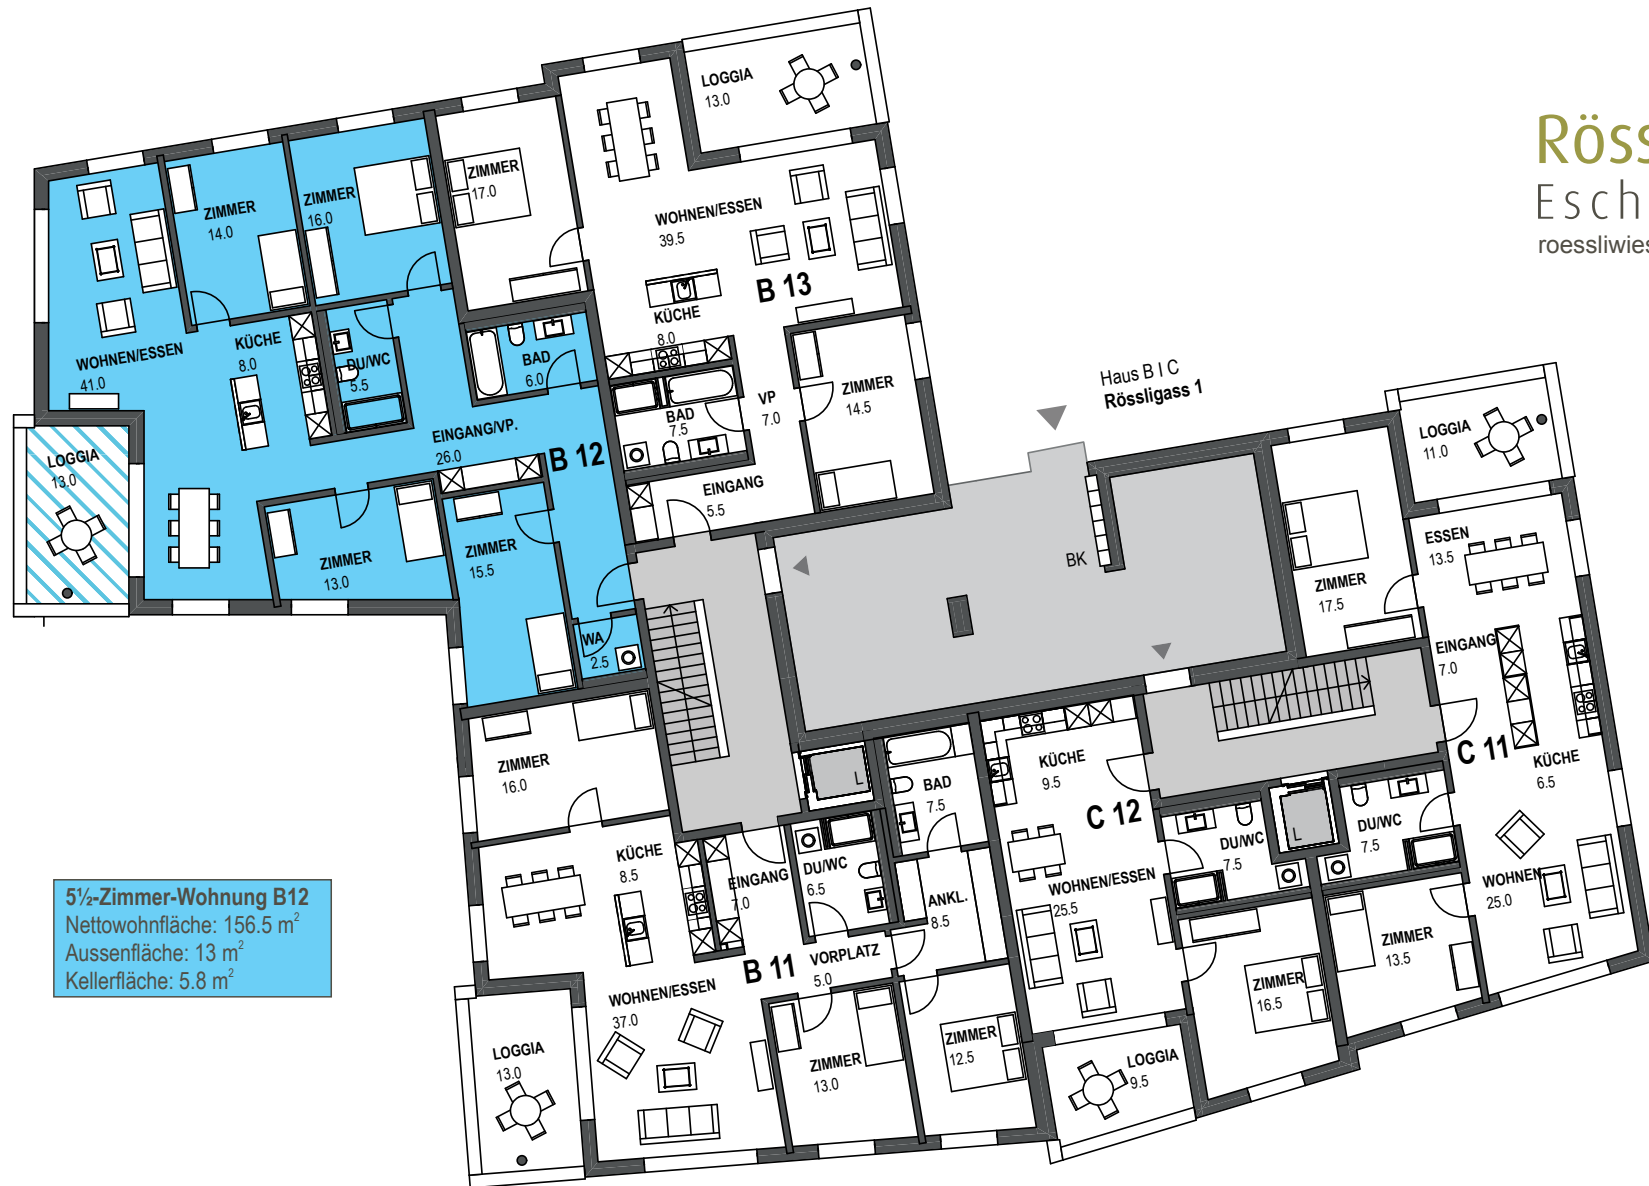 LOGGIA
13.0
Röss
Esch
roessliwies
ZIMMER
17.0
ZIMMER
16.0
ZIMMER
14.0
WOHNEN/ESSEN
39.5
B 13
KÜCHE
8.0
WOHNEN/ESSEN
41.0
KÜCHE
8.0
DU/WC
5.5
BAD
6.0
BAD
7.5
VP
7.0
ZIMMER
14.5
Haus B I C
Rössligass 1
EINGANG/VP.
26.0
B 12
LOGGIA
13.0
EINGANG
5.5
ZIMMER
13.0
ZIMMER
15.5
WA
2.5
BK
LOGGIA
11.0
ESSEN
13.5
ZIMMER
17.5
EINGANG
7.0
C 11
KÜCHE
6.5
ZIMMER
16.0
L
BAD
7.5
KÜCHE
9.5
C 12
DU/WC
7.5
L
DU/WC
7.5
WOHNEN
25.0
KÜCHE
8.5
EINGANG
7.0
DU/WC
6.5
ANKL.
8.5
WOHNEN/ESSEN
25.5
ZIMMER
13.5
ZIMMER
16.5
5½-Zimmer-Wohnung B12
Nettowohnfläche: 156.5 m²
Aussenfläche: 13 m²
Kellerfläche: 5.8 m²
B 11
VORPLATZ
5.0
WOHNEN/ESSEN
37.0
LOGGIA
13.0
ZIMMER
13.0
ZIMMER
12.5
LOGGIA
9.5